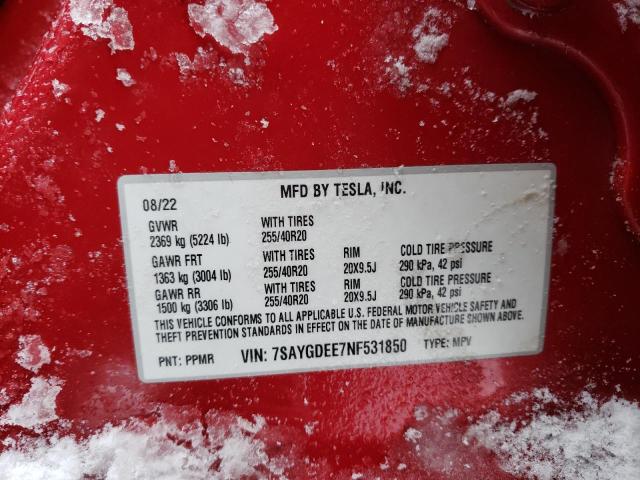 MFD BY TESLA, INC.
08/22
GVWR WITH TIRES
2369 kg (5224 lb) 255/40R20
GAWR FRT WITH TIRES RIM COLD TIRE PRESSURE
1363 kg (3004 lb) 255/40R20 20X9.5J 290 kPa, 42 psi
GAWR RR WITH TIRES RIM COLD TIRE PRESSURE
1500 kg (3306 lb) 255/40R20 20X9.5J 290 kPa, 42 psi
THIS VEHICLE CONFORMS TO ALL APPLICABLE U.S. FEDERAL MOTOR VEHICLE SAFETY AND
THEFT PREVENTION STANDARDS IN EFFECT ON THE DATE OF MANUFACTURE SHOWN ABOVE.
PNT: PPMR VIN: 7SAYGDEE7NF531850 TYPE: MPV